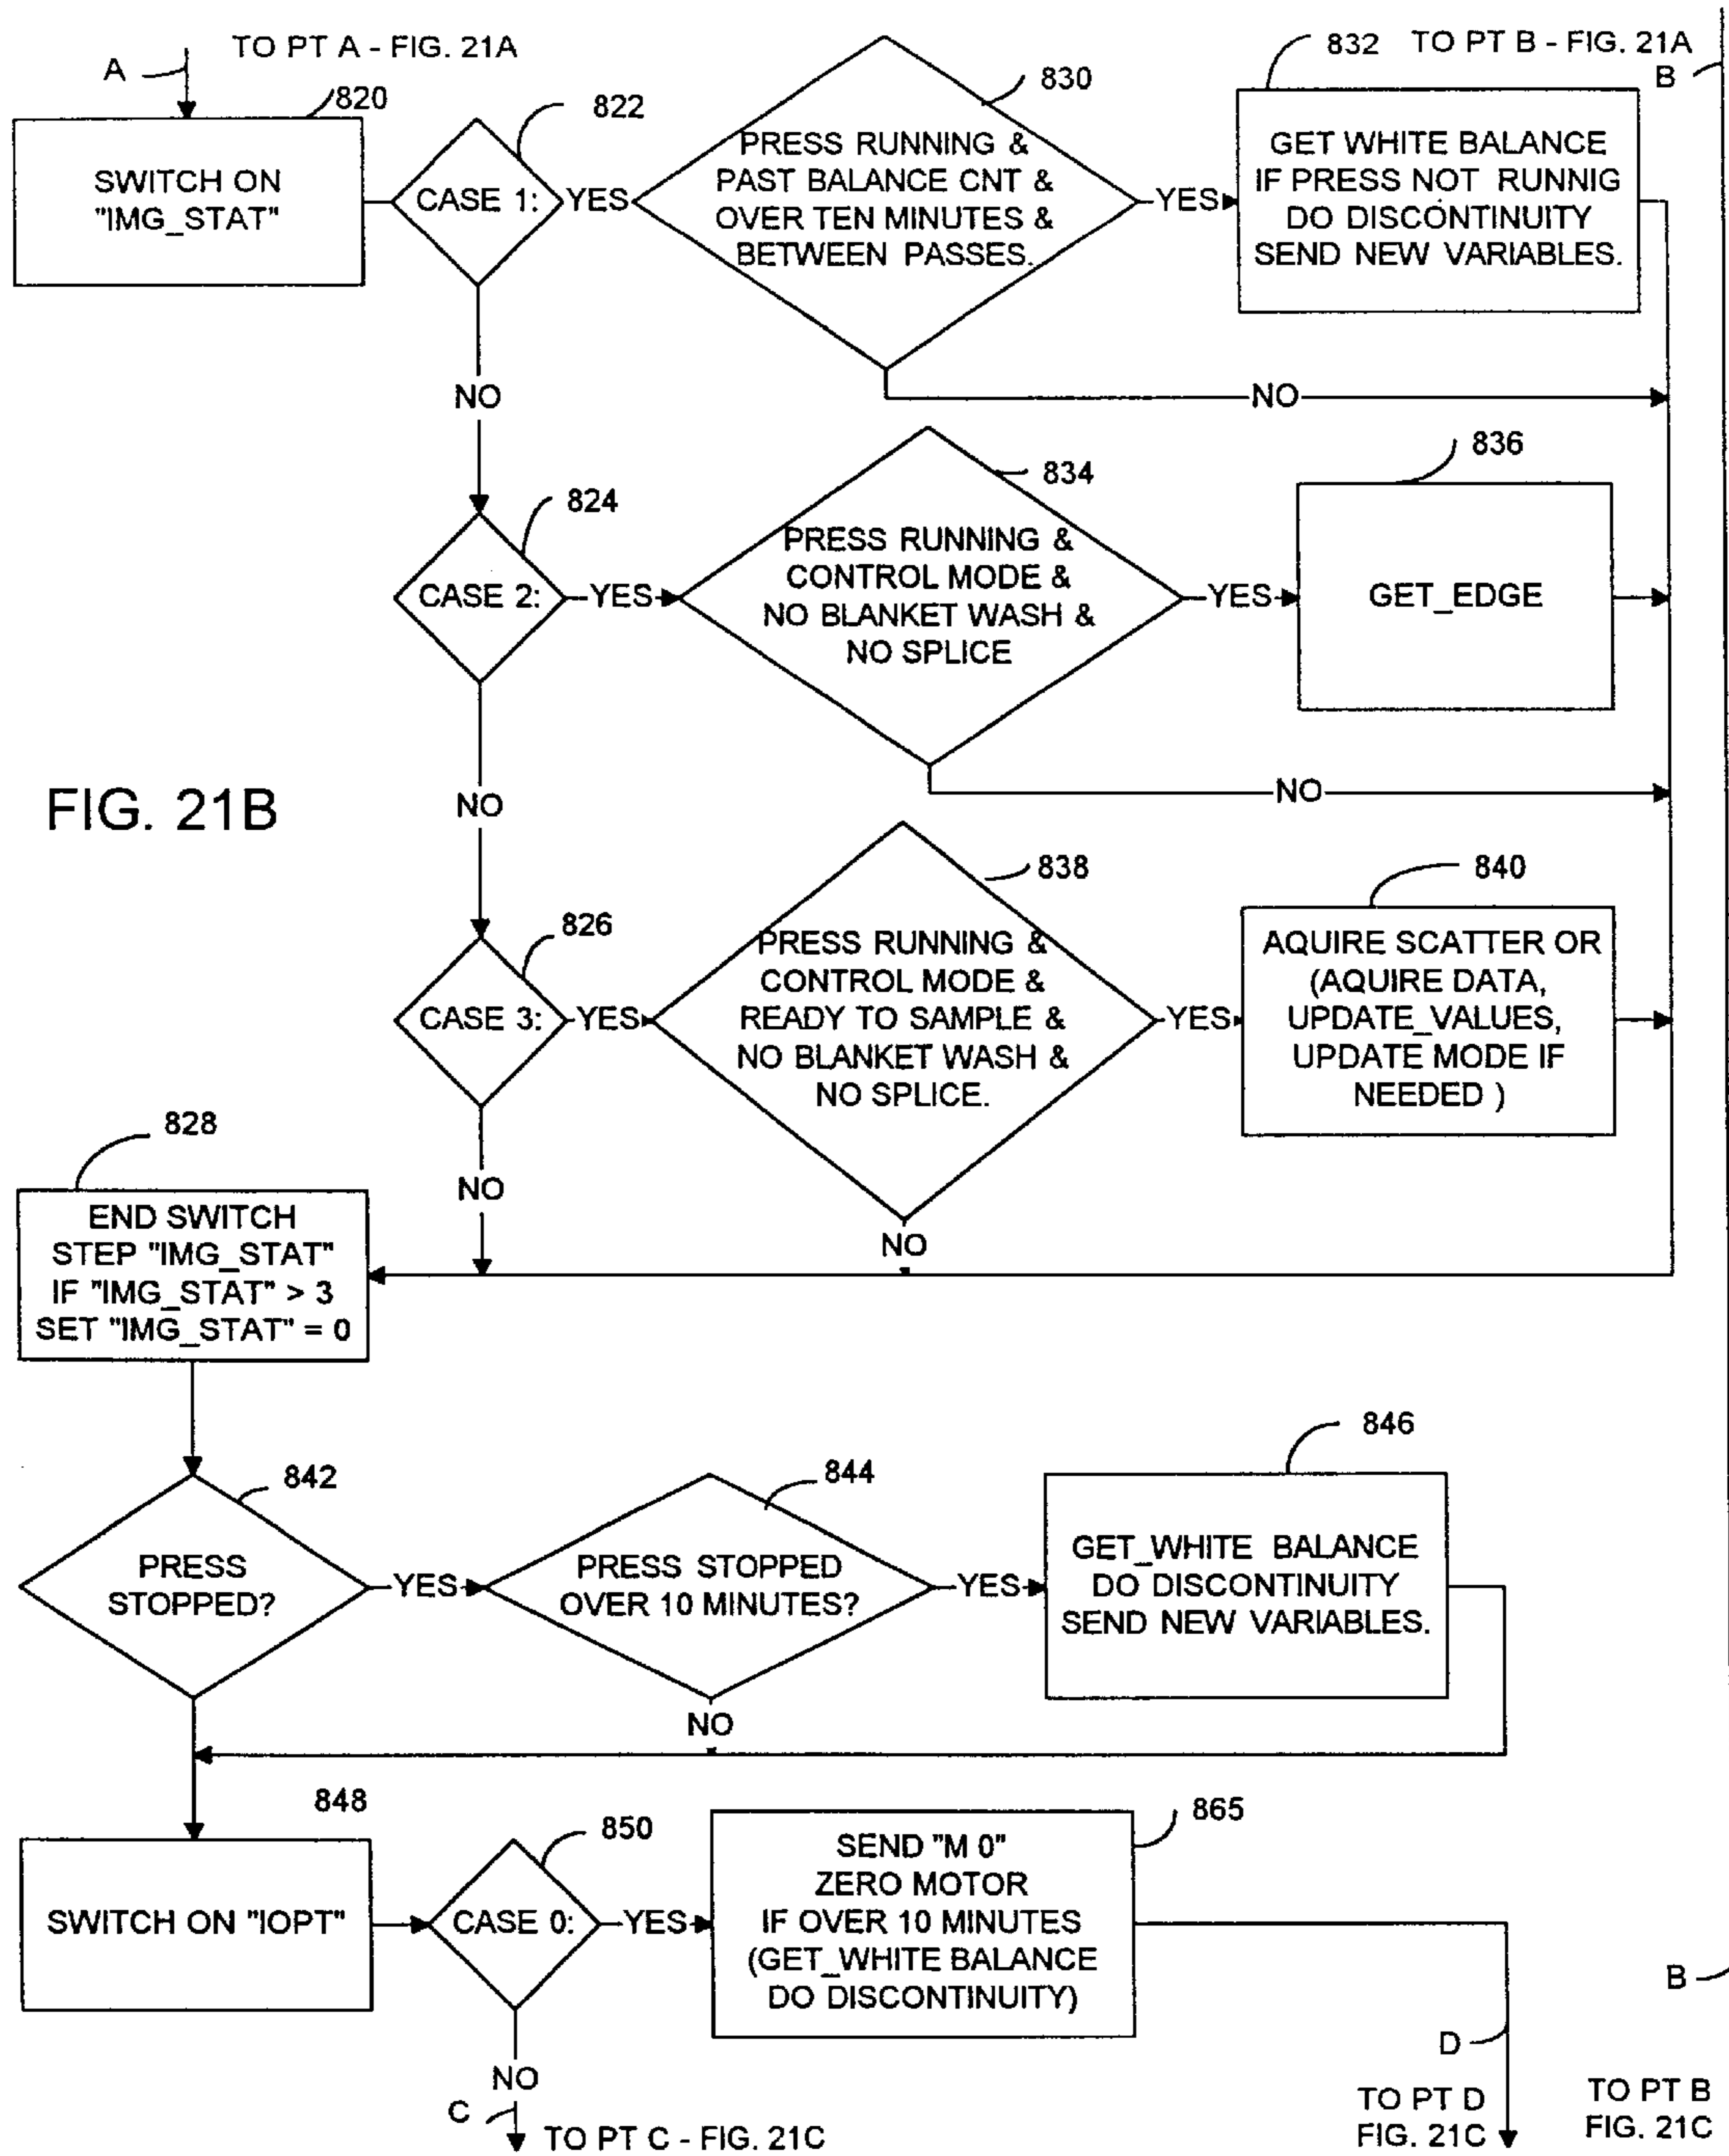 A
TO PT A - FIG. 21A
820
822
830
832
TO PT B - FIG. 21A
B
SWITCH ON
"IMG_STAT"
CASE 1:
YES
PRESS RUNNING &
PAST BALANCE CNT &
OVER TEN MINUTES &
BETWEEN PASSES.
YES
GET WHITE BALANCE
IF PRESS NOT RUNNIG
DO DISCONTINUITY
SEND NEW VARIABLES.
NO
NO
824
834
836
CASE 2:
YES
PRESS RUNNING &
CONTROL MODE &
NO BLANKET WASH &
NO SPLICE
YES
GET_EDGE
NO
NO
FIG. 21B
826
838
840
CASE 3:
YES
PRESS RUNNING &
CONTROL MODE &
READY TO SAMPLE &
NO BLANKET WASH &
NO SPLICE.
YES
AQUIRE SCATTER OR
(AQUIRE DATA,
UPDATE_VALUES,
UPDATE MODE IF
NEEDED )
NO
NO
828
END SWITCH
STEP "IMG_STAT"
IF "IMG_STAT" > 3
SET "IMG_STAT" = 0
842
844
846
PRESS
STOPPED?
YES
PRESS STOPPED
OVER 10 MINUTES?
YES
GET_WHITE BALANCE
DO DISCONTINUITY
SEND NEW VARIABLES.
NO
848
850
865
SWITCH ON "IOPT"
CASE 0:
YES
SEND "M 0"
ZERO MOTOR
IF OVER 10 MINUTES
(GET_WHITE BALANCE
DO DISCONTINUITY)
B
NO
D
C
TO PT C - FIG. 21C
TO PT D
FIG. 21C
TO PT B
FIG. 21C